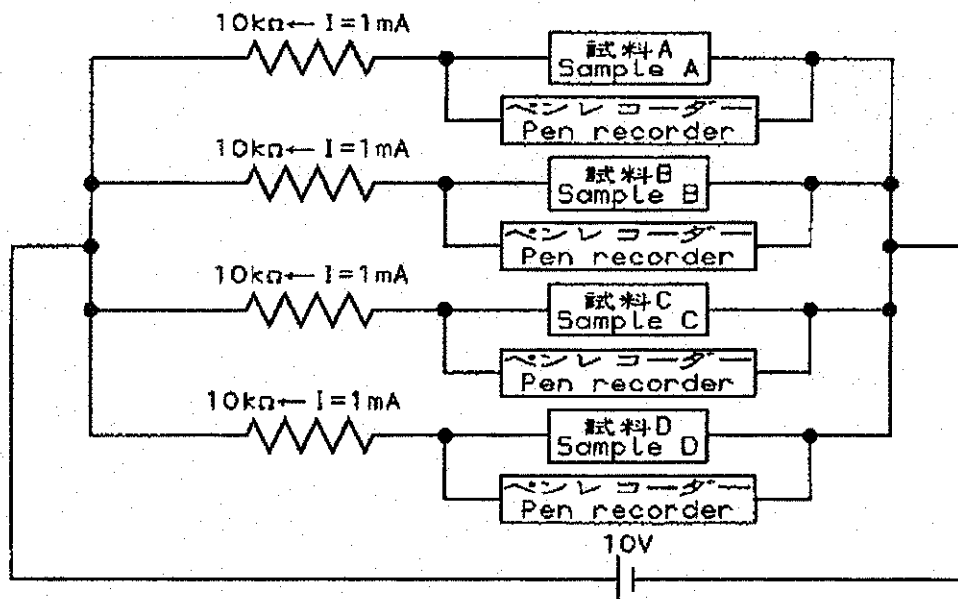 10kΩ← I=1mA
試料A
Sample A
ペンレコーダー
Pen recorder
10kΩ← I=1mA
試料B
Sample B
ペンレコーダー
Pen recorder
10kΩ← I=1mA
試料C
Sample C
ペンレコーダー
Pen recorder
10kΩ← I=1mA
試料D
Sample D
ペンレコーダー
Pen recorder
10V